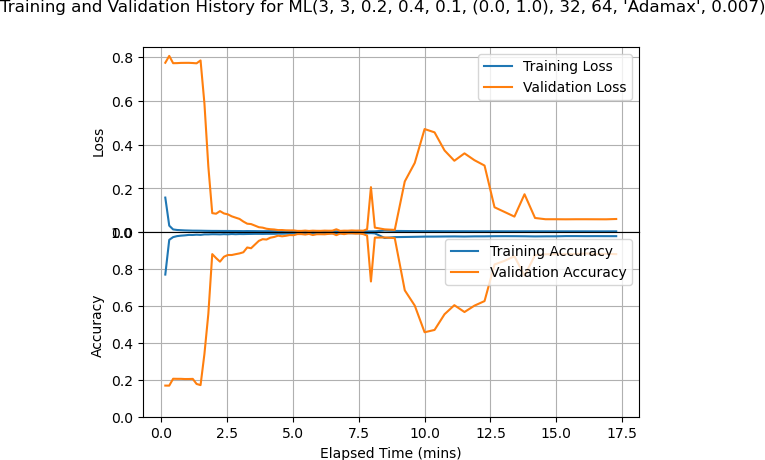 Training and Validation History for ML(3, 3, 0.2, 0.4, 0.1, (0.0, 1.0), 32, 64, 'Adamax', 0.007)
0.8
0.6
0.4
0.2
0.0
Loss
Training Loss
Validation Loss
1.0
0.8
0.6
0.4
0.2
0.0
Accuracy
Training Accuracy
Validation Accuracy
0.0 2.5 5.0 7.5 10.0 12.5 15.0 17.5
Elapsed Time (mins)